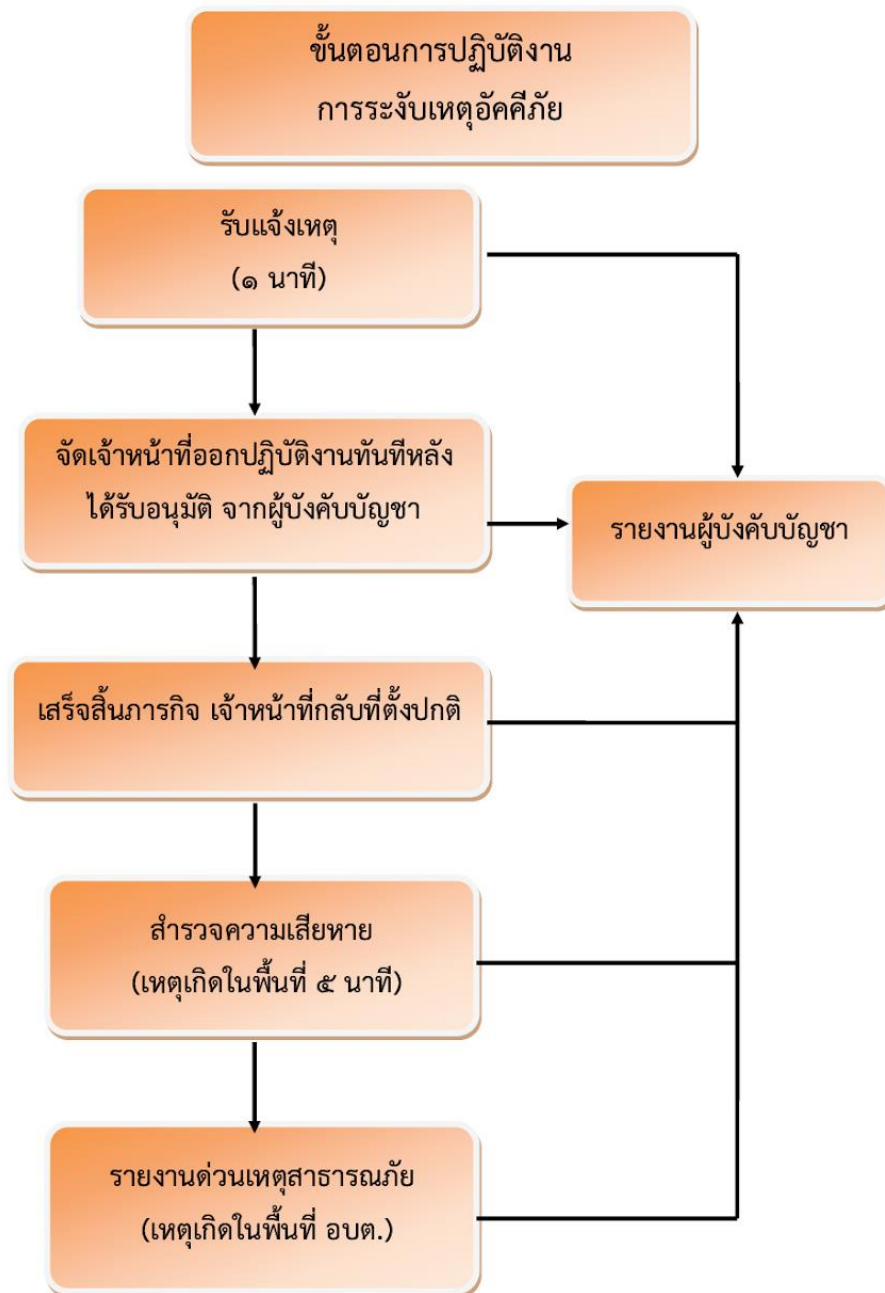 ขั้นตอนการปฏิบัติงาน
การระงับเหตุอัคคีภัย
รับแจ้งเหตุ
(๑ นาที)
จัดเจ้าหน้าที่ออกปฏิบัติงานทันทีหลัง
ได้รับอนุมัติ จากผู้บังคับบัญชา
รายงานผู้บังคับบัญชา
เสร็จสิ้นภารกิจ เจ้าหน้าที่กลับที่ตั้งปกติ
สำรวจความเสียหาย
(เหตุเกิดในพื้นที่ ๕ นาที)
รายงานด่วนเหตุสาธารณภัย
(เหตุเกิดในพื้นที่ อบต.)